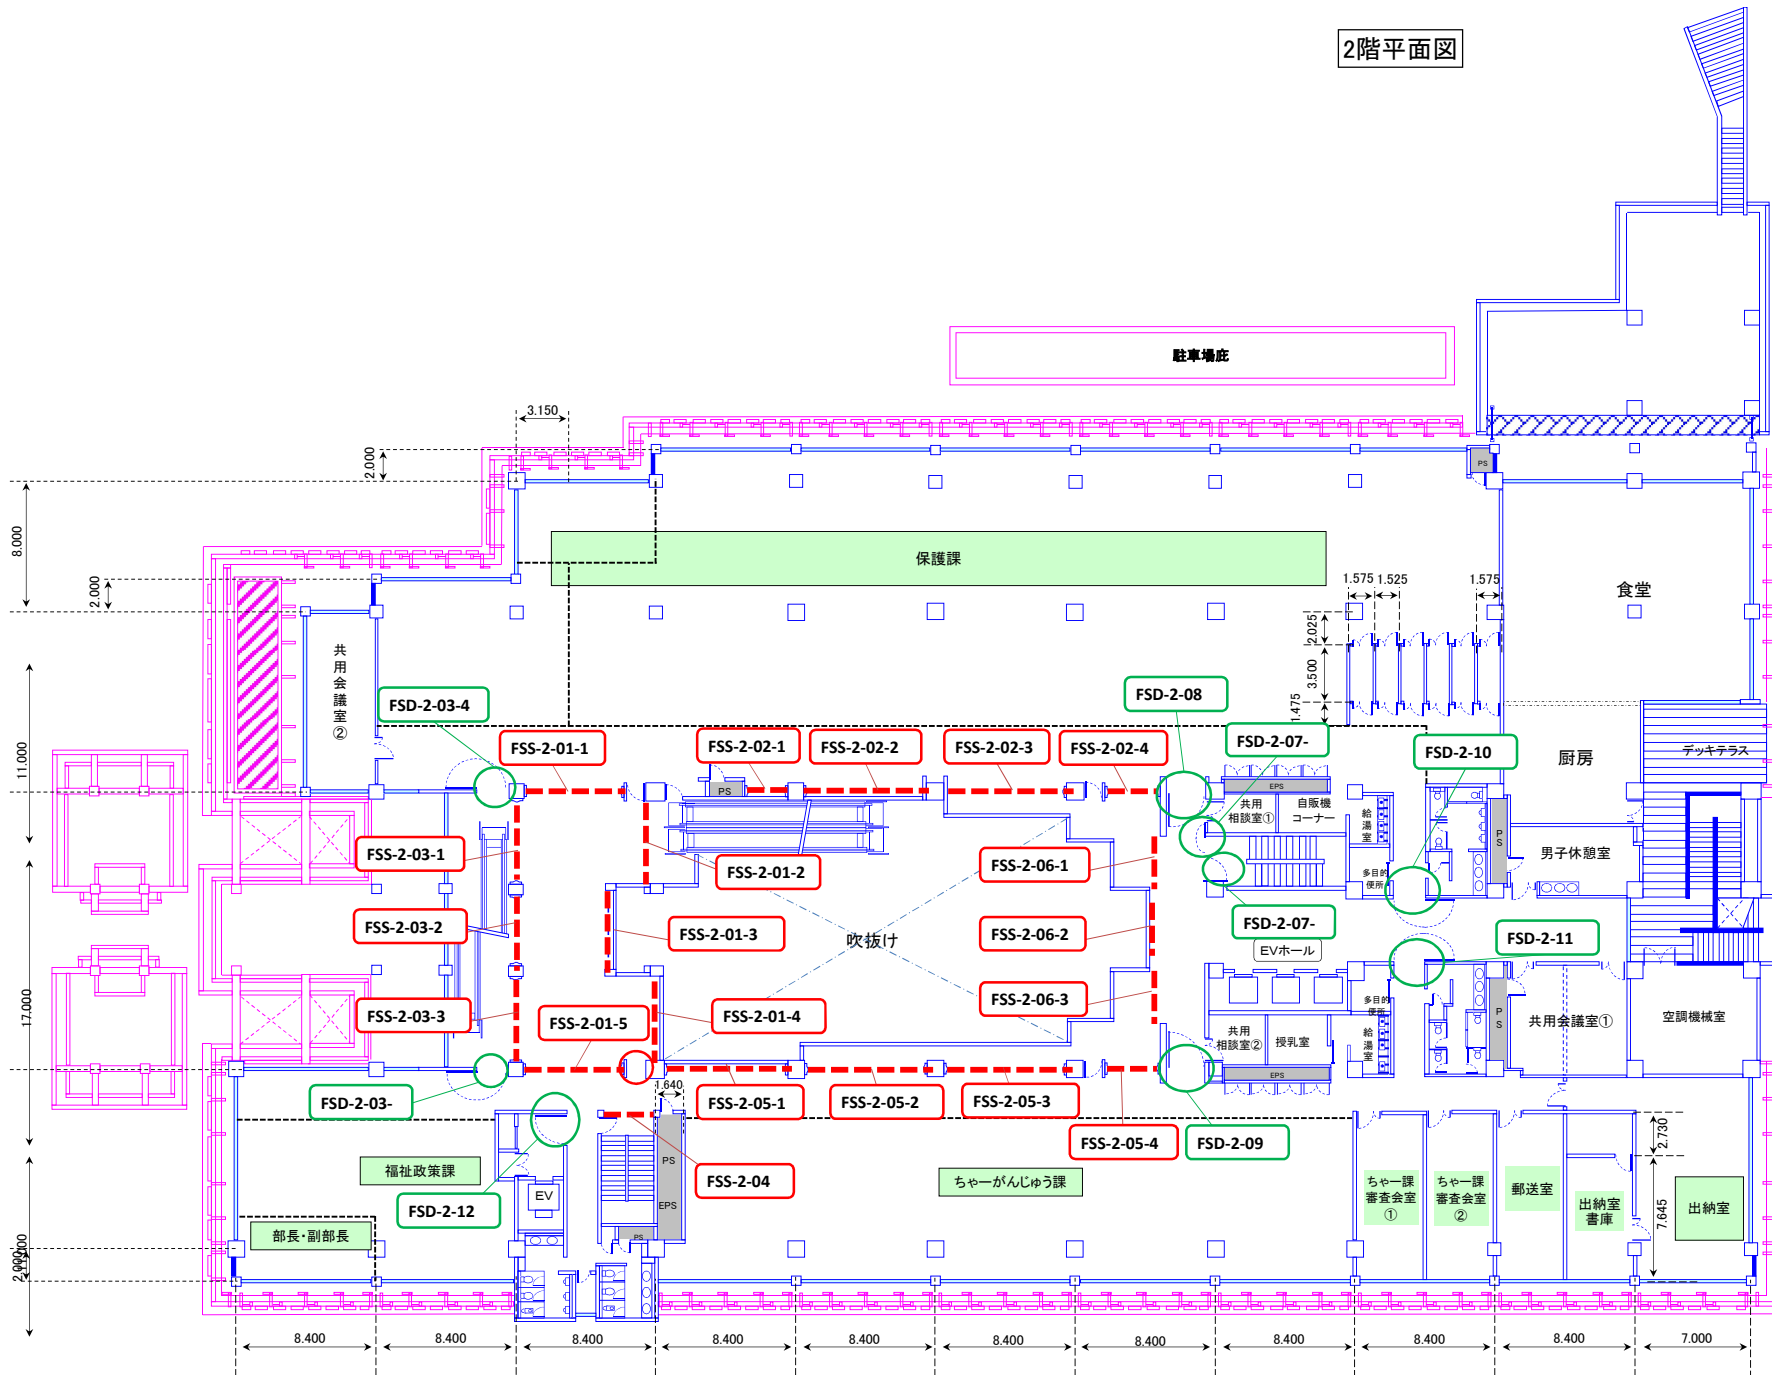 2階平面図
駐車場庇
3.150
2.000
PS
8.000
保護課
2.000
1.575
1.525
1.575
食堂
2.025
共用会議室②
3.500
FSD-2-03-4
FSD-2-08
1.475
11.000
FSS-2-01-1
FSS-2-02-1
FSS-2-02-2
FSS-2-02-3
FSS-2-02-4
FSD-2-07-
FSD-2-10
デッキテラス
厨房
PS
EPS
共用
相談室①
自販機
コーナー
給湯室
PS
FSS-2-03-1
FSS-2-01-2
FSS-2-06-1
男子休憩室
多目的
便所
FSS-2-03-2
FSS-2-01-3
吹抜け
FSS-2-06-2
FSD-2-07-
EVホール
FSD-2-11
17.000
FSS-2-03-3
FSS-2-01-5
FSS-2-01-4
FSS-2-06-3
多目的
便所
PS
共用会議室①
空調機械室
共用
相談室②
授乳室
給湯室
EPS
FSD-2-03-
1.640
FSS-2-05-1
FSS-2-05-2
FSS-2-05-3
FSS-2-05-4
FSD-2-09
2.730
福祉政策課
PS
FSS-2-04
ちゃーがんじゅう課
ちゃー課
審査会室
①
ちゃー課
審査会室
②
郵送室
出納室
書庫
出納室
7.645
FSD-2-12
EV
EPS
部長・副部長
PS
2.000
8.400
8.400
8.400
8.400
8.400
8.400
8.400
8.400
8.400
8.400
7.000